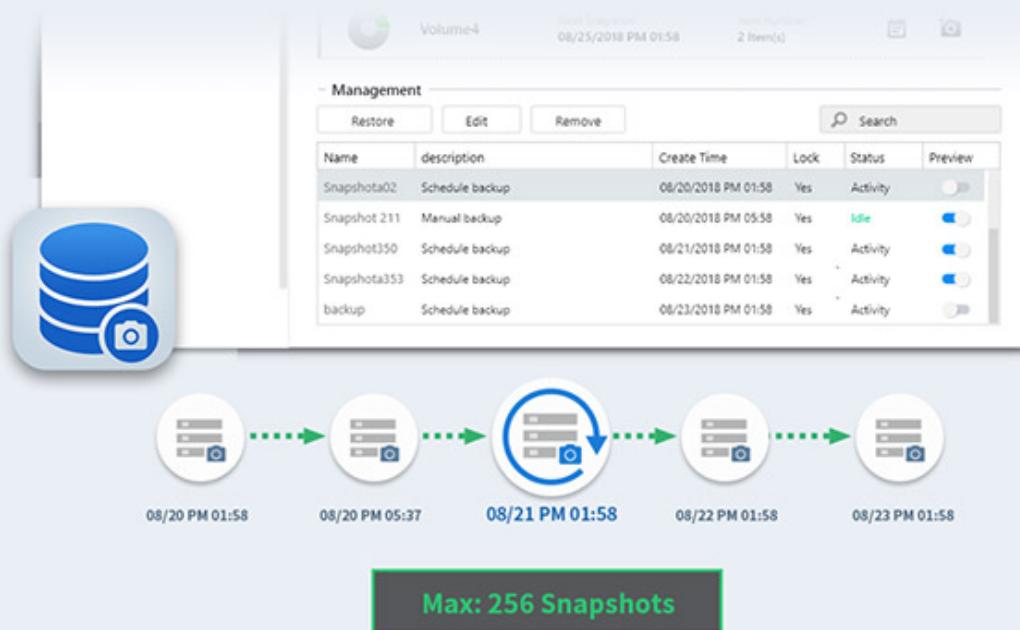 Volume4
08/25/2018 PM 01:58 2 Item(s)
Management
Restore Edit Remove Search
Name description Create Time Lock Status Preview
Snapshota02 Schedule backup 08/20/2018 PM 01:58 Yes Activity
Snapshot 211 Manual backup 08/20/2018 PM 05:58 Yes Idle
Snapshot350 Schedule backup 08/21/2018 PM 01:58 Yes Activity
Snapshota353 Schedule backup 08/22/2018 PM 01:58 Yes Activity
backup Schedule backup 08/23/2018 PM 01:58 Yes Activity
08/20 PM 01:58 08/20 PM 05:37 08/21 PM 01:58 08/22 PM 01:58 08/23 PM 01:58
Max: 256 Snapshots